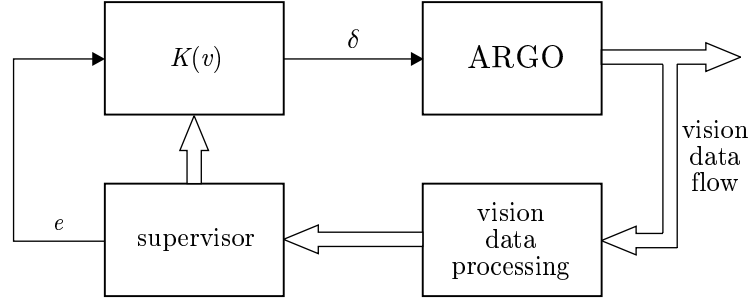 K(v)
δ
ARGO
vision
data
flow
e
supervisor
vision
data
processing